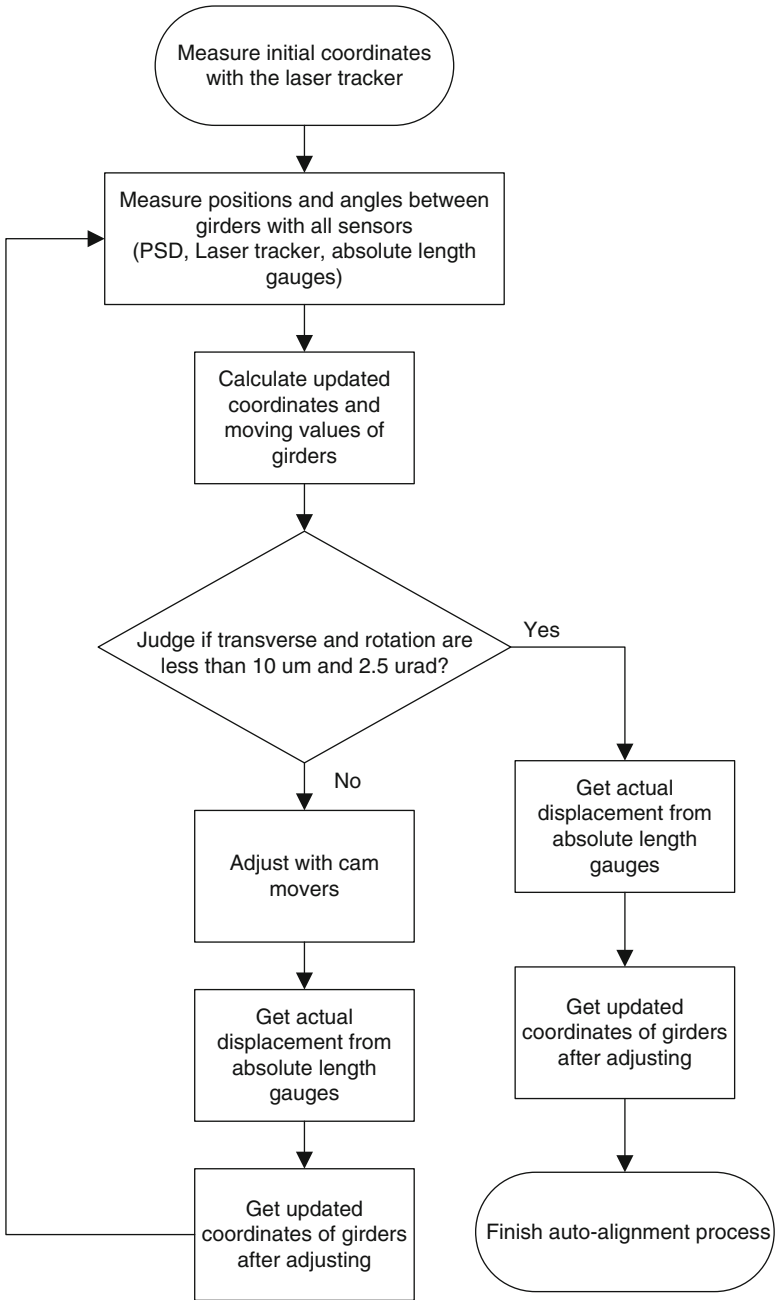 Measure initial coordinates
with the laser tracker
Measure positions and angles between
girders with all sensors
(PSD, Laser tracker, absolute length
gauges)
Calculate updated
coordinates and
moving values of
girders
Judge if transverse and rotation are
less than 10 um and 2.5 urad?
Yes
No
Adjust with cam
movers
Get actual
displacement from
absolute length
gauges
Get updated
coordinates of girders
after adjusting
Get actual
displacement from
absolute length
gauges
Get updated
coordinates of girders
after adjusting
Finish auto-alignment process